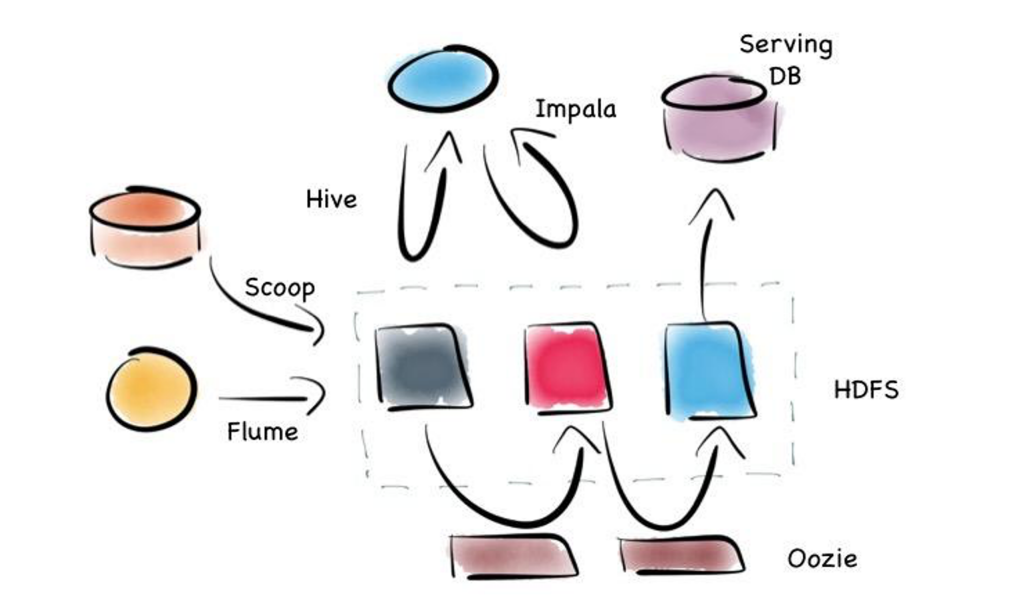 Serving
DB
Impala
Hive
Scoop
HDFS
Flume
Oozie